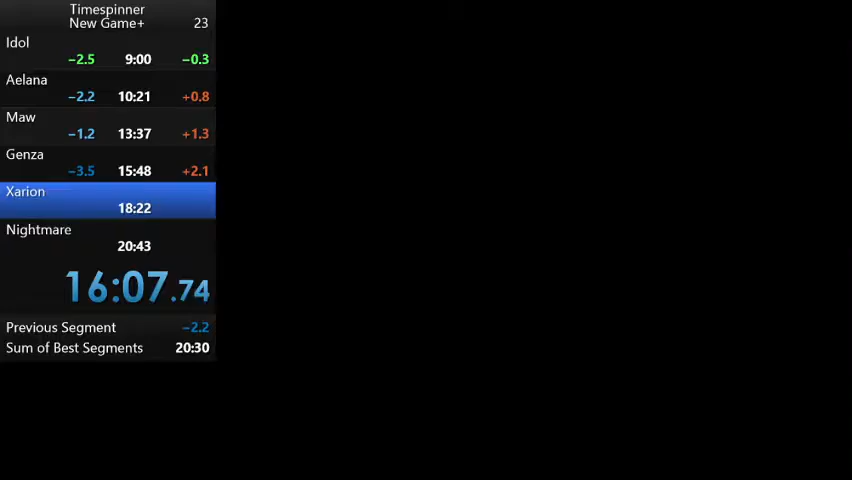 Timespinner
New Game+ 23
Idol
−2.5 9:00 −0.3
Aelana
−2.2 10:21 +0.8
Maw
−1.2 13:37 +1.3
Genza
−3.5 15:48 +2.1
Xarion
18:22
Nightmare
20:43
16:07.74
Previous Segment −2.2
Sum of Best Segments 20:30